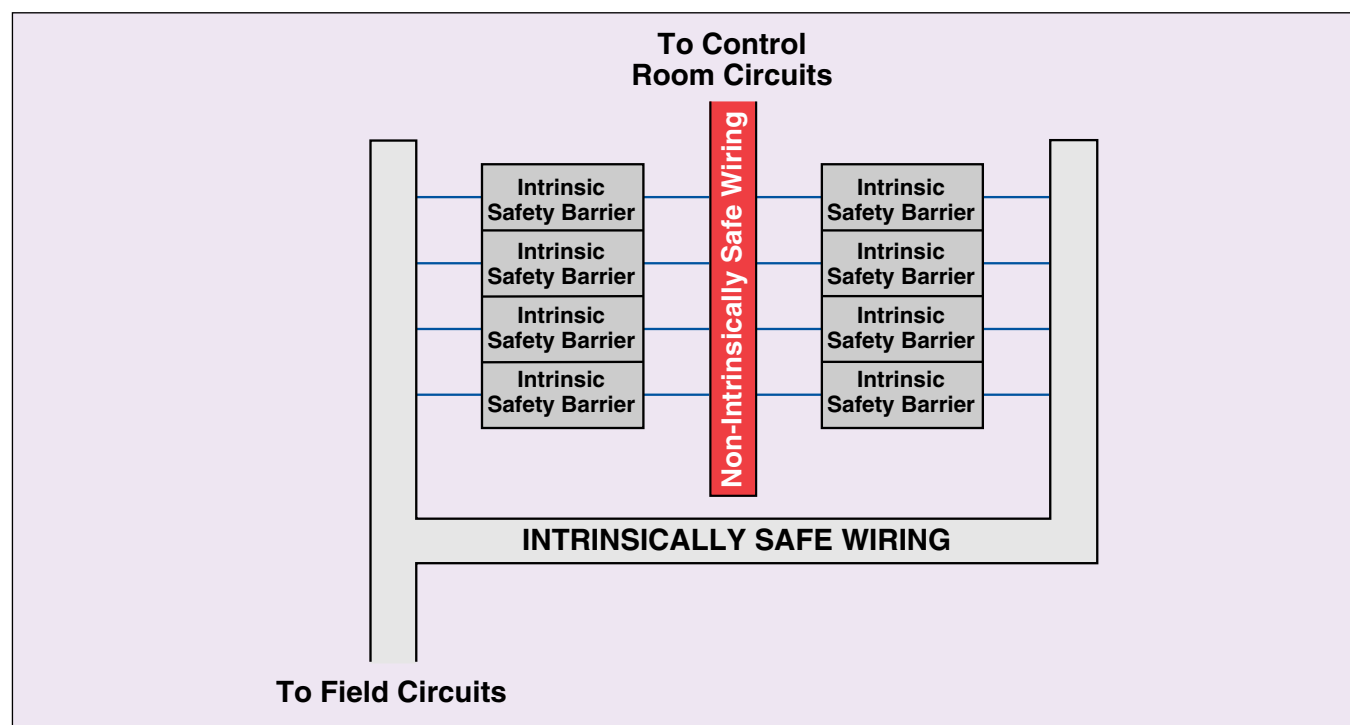 To Control
Room Circuits
Non-Intrinsically Safe Wiring
Intrinsic
Safety Barrier
Intrinsic
Safety Barrier
Intrinsic
Safety Barrier
Intrinsic
Safety Barrier
Intrinsic
Safety Barrier
Intrinsic
Safety Barrier
Intrinsic
Safety Barrier
Intrinsic
Safety Barrier
INTRINSICALLY SAFE WIRING
To Field Circuits